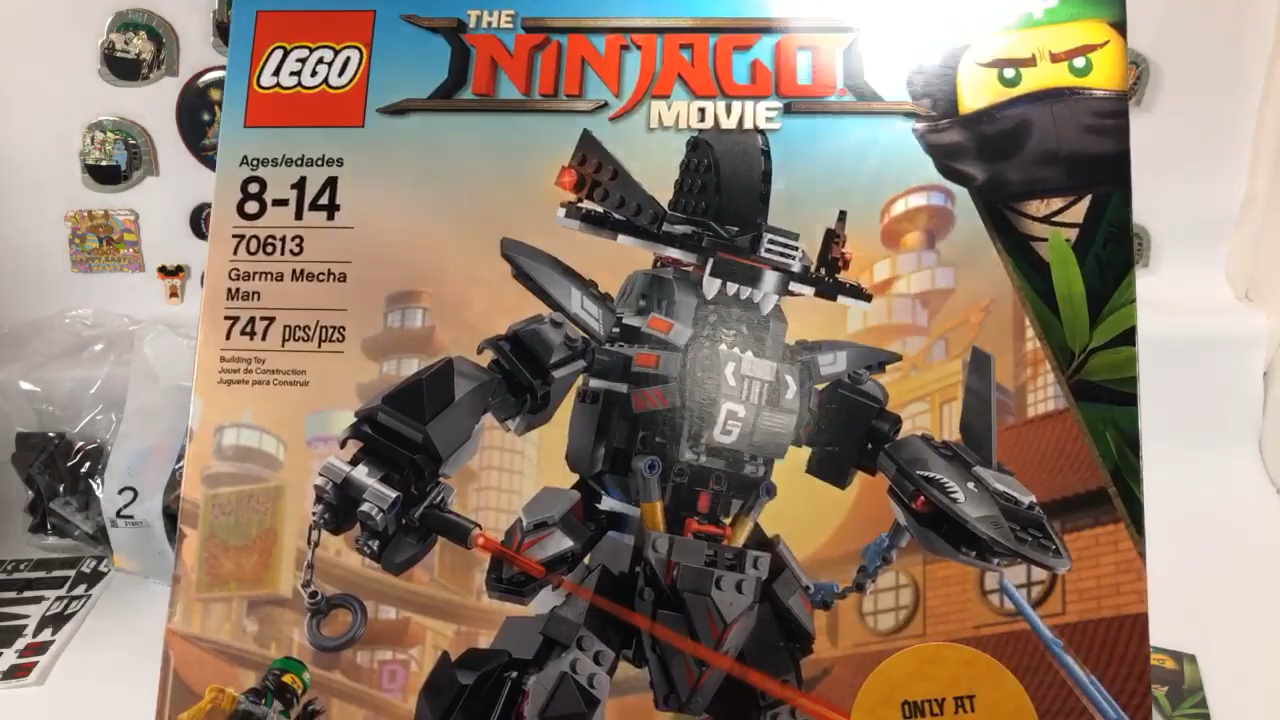 LEGO
THE
NINJAGO
MOVIE
Ages/edades
8-14
70613
Garma Mecha
Man
747 pcs/pzs
Building Toy
Jouet de Construction
Juguete para Construir
G
2
ONLY AT